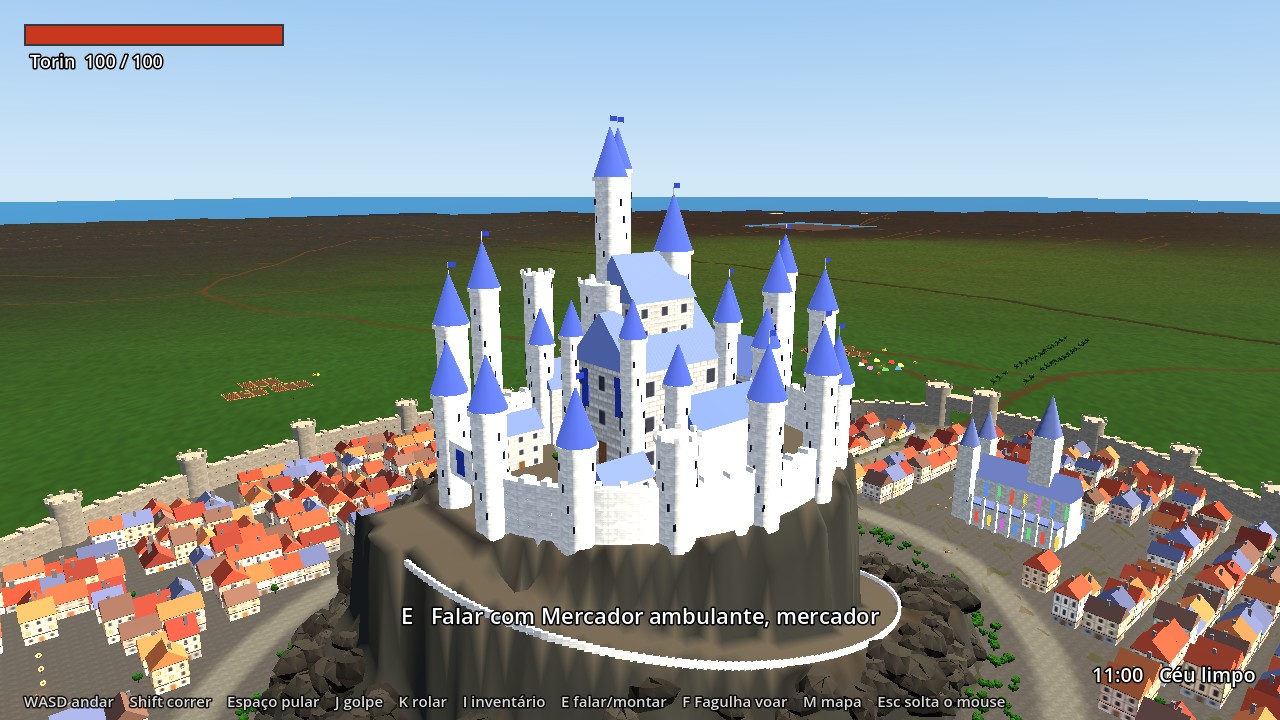 Torin 100 / 100
E Falar com Mercador ambulante, mercador
11:00 Céu limpo
WASD andar Shift correr Espaço pular J golpe K rolar I inventário E falar/montar F Fagulha voar M mapa Esc solta o mouse